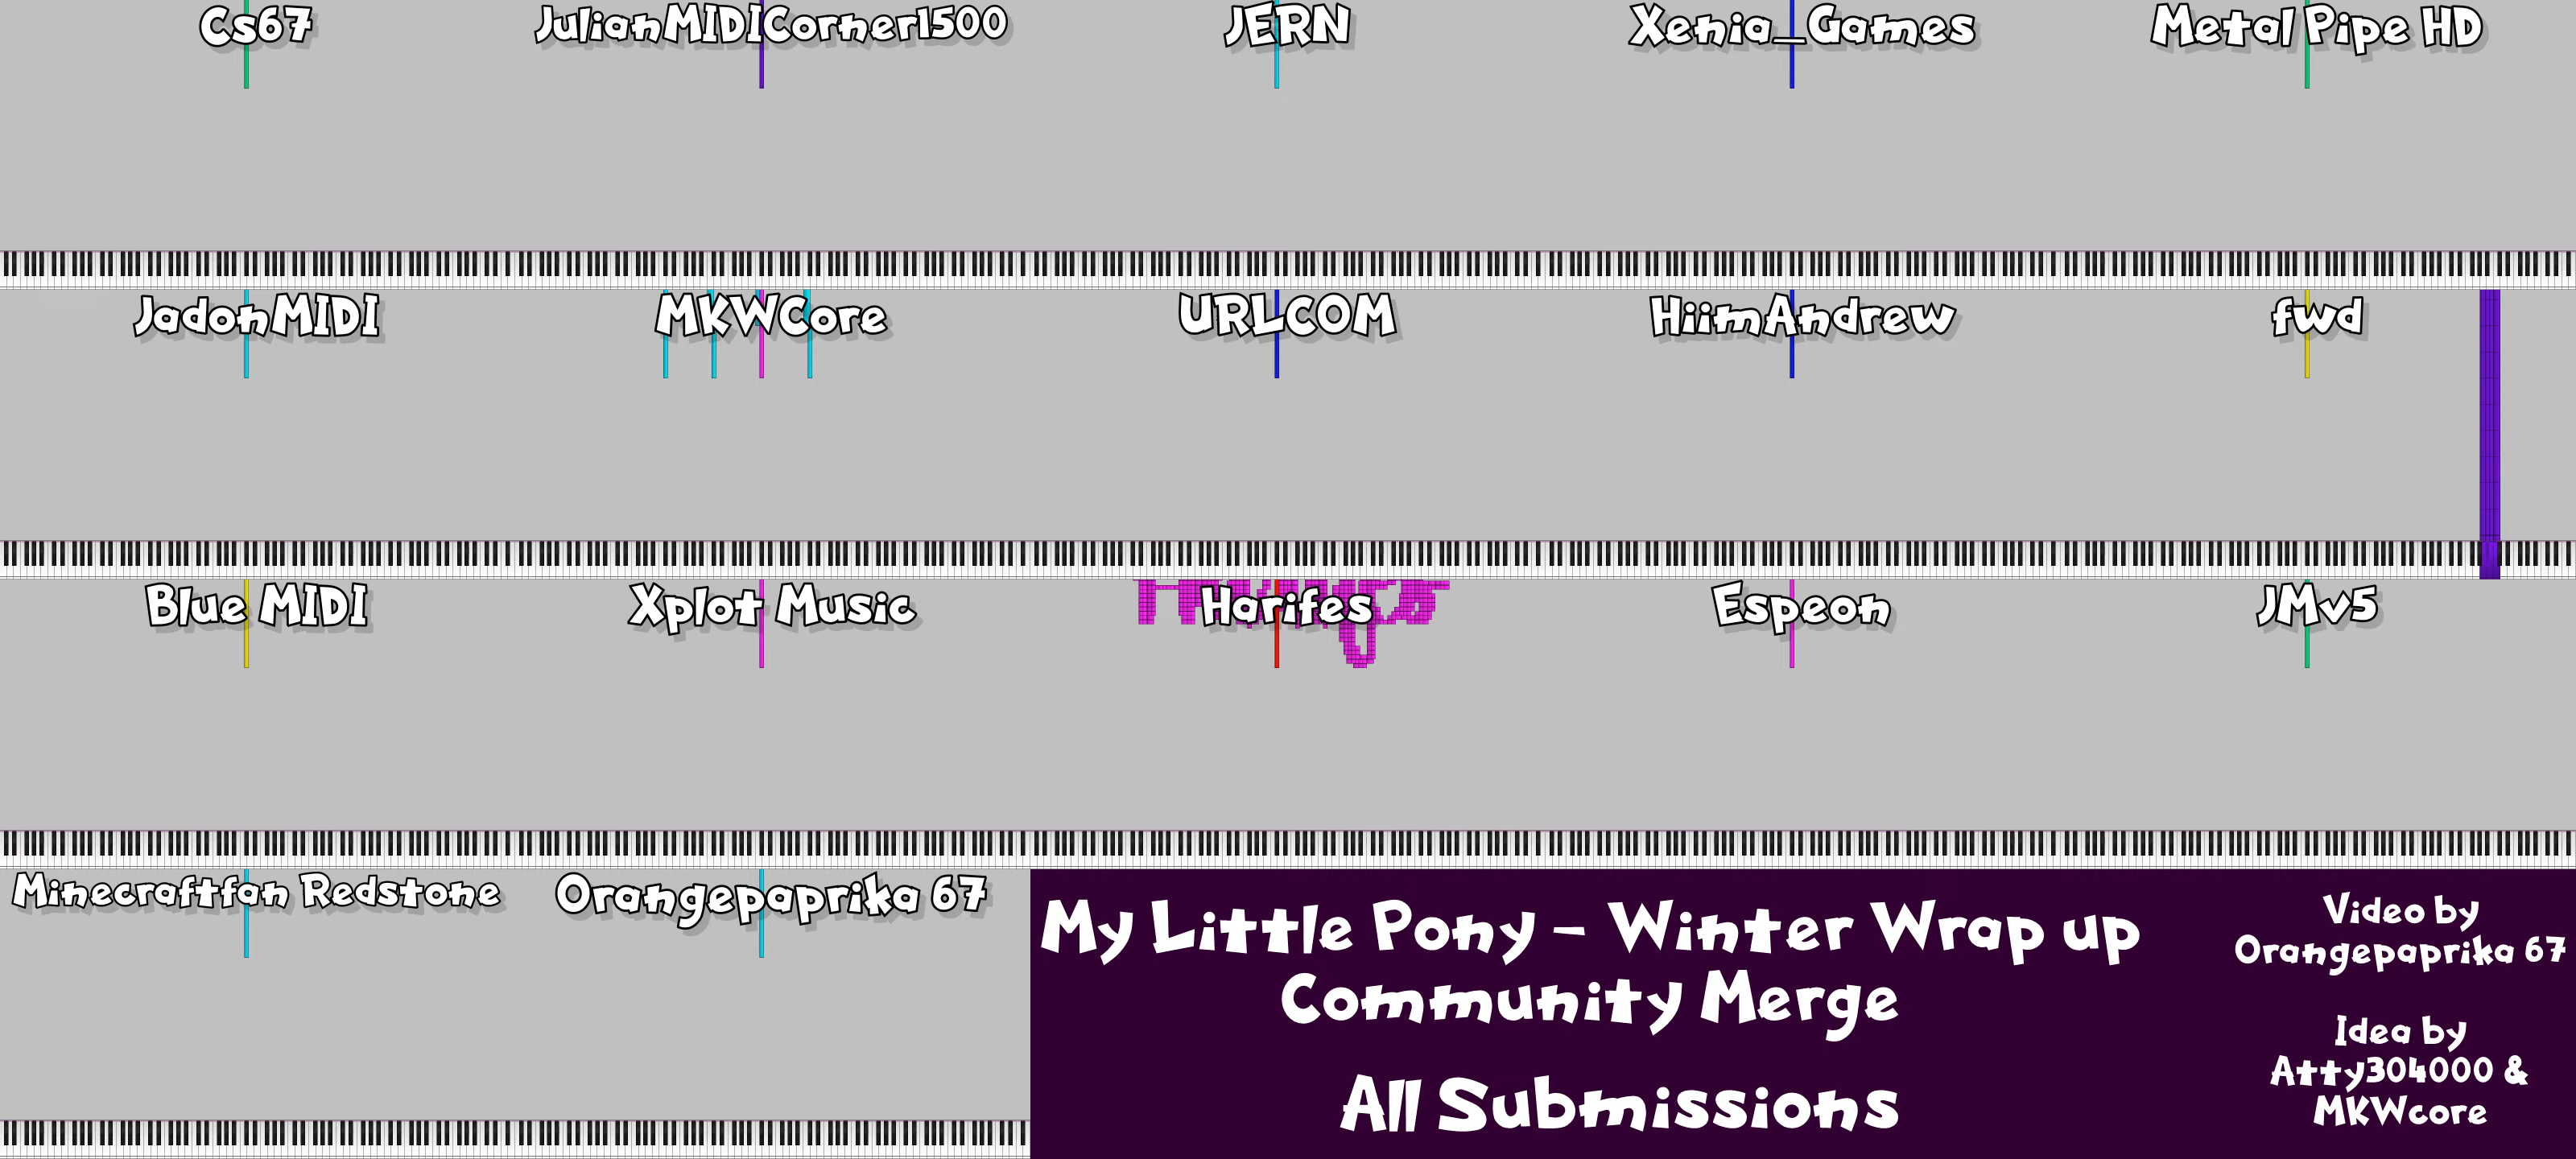 Cs67
JulianMIDICorner1500
JERN
Xenia_Games
Metal Pipe HD
JadonMIDI
MKWCore
URLCOM
HiimAndrew
fwd
Blue MIDI
Xplot Music
Harifes
Espeon
JMv5
Minecraftfan Redstone
Orangepaprika 67
My Little Pony - Winter Wrap up
Community Merge
All Submissions
Video by
Orangepaprika 67
Idea by
Atty304000 &
MKWcore